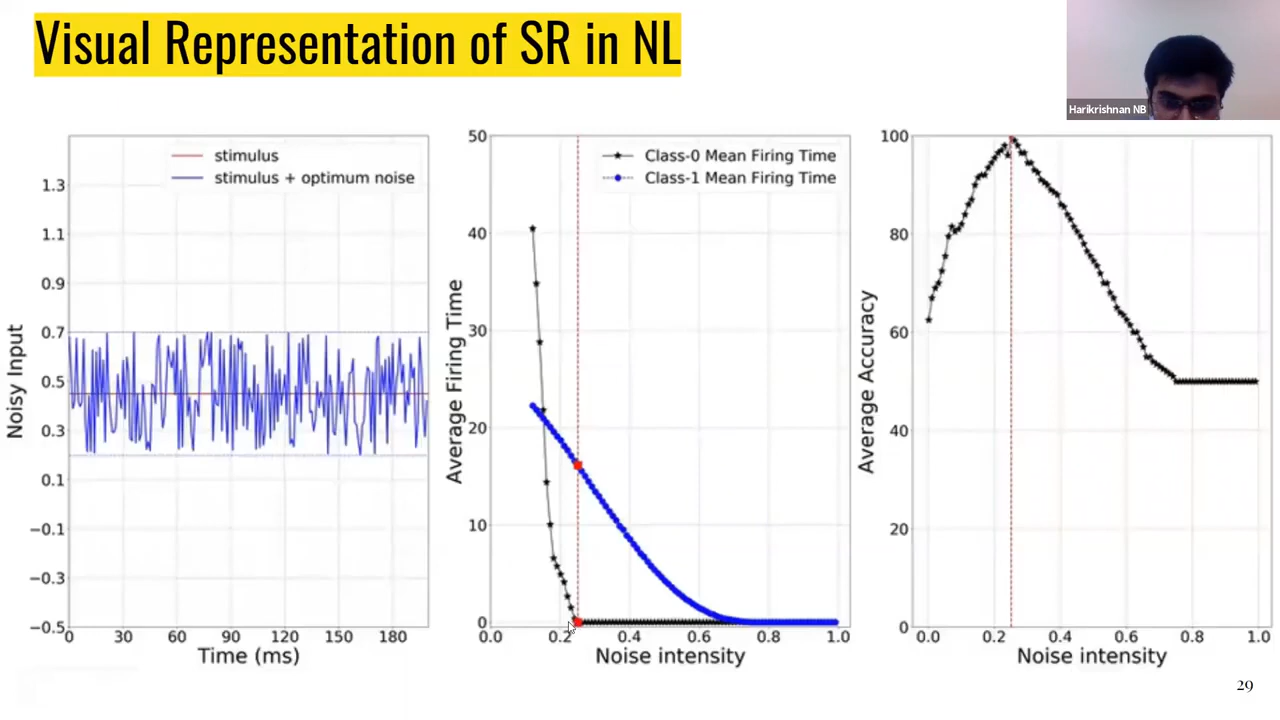 Visual Representation of SR in NL
Harikrishnan NB
stimulus
stimulus + optimum noise
1.3
1.1
0.9
0.7
0.5
0.3
0.1
−0.1
−0.3
−0.5
Noisy Input
0 30 60 90 120 150 180
Time (ms)
Class-0 Mean Firing Time
Class-1 Mean Firing Time
50
40
30
20
10
0
Average Firing Time
0.0 0.2 0.4 0.6 0.8 1.0
Noise intensity
100
80
60
40
20
0
Average Accuracy
0.0 0.2 0.4 0.6 0.8 1.0
Noise intensity
29